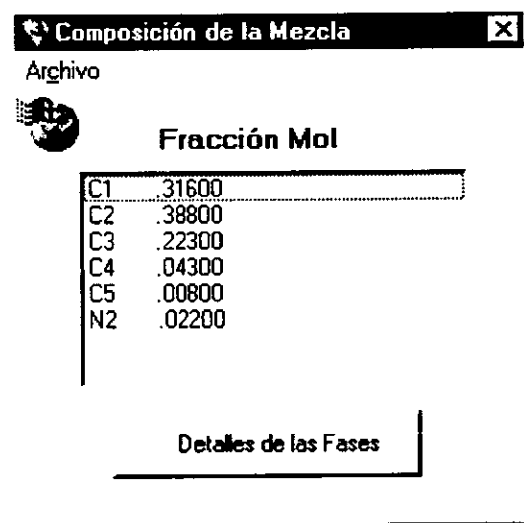 Composición de la Mezcla
Archivo
Fracción Mol
C1 .31600
C2 .38800
C3 .22300
C4 .04300
C5 .00800
N2 .02200
Detalles de las Fases